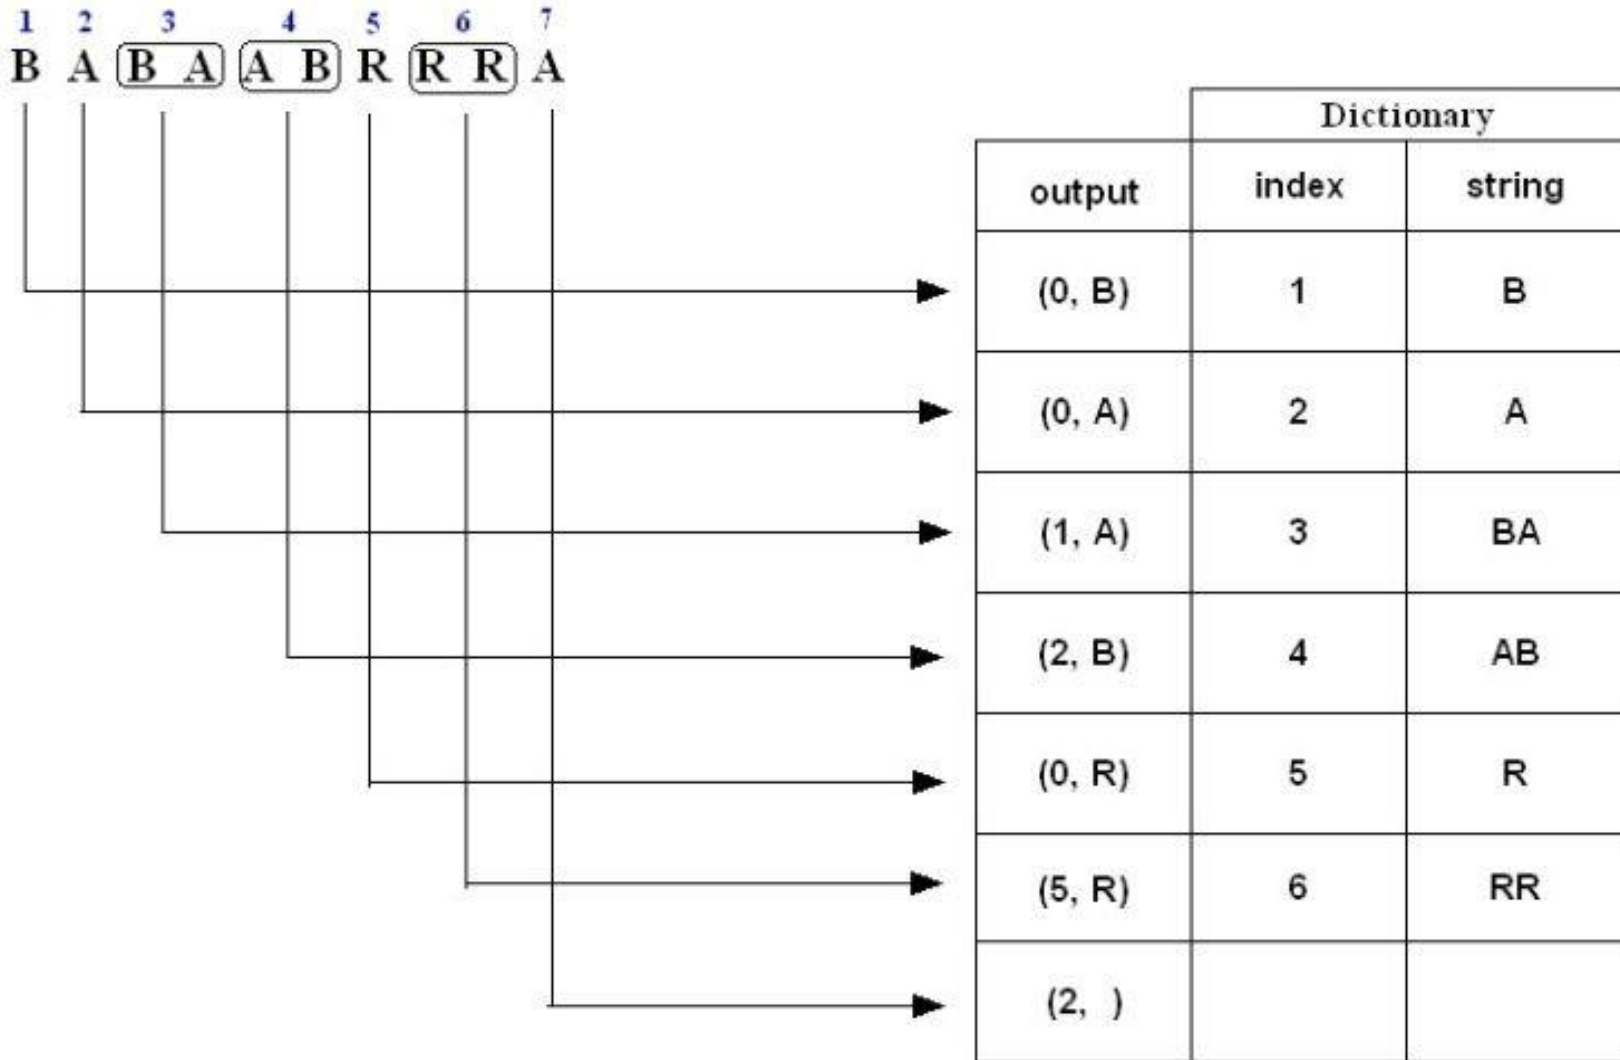 1 2 3 4 5 6 7
B A B A A B R R R A
Dictionary
output index string
(0, B) 1 B
(0, A) 2 A
(1, A) 3 BA
(2, B) 4 AB
(0, R) 5 R
(5, R) 6 RR
(2, )